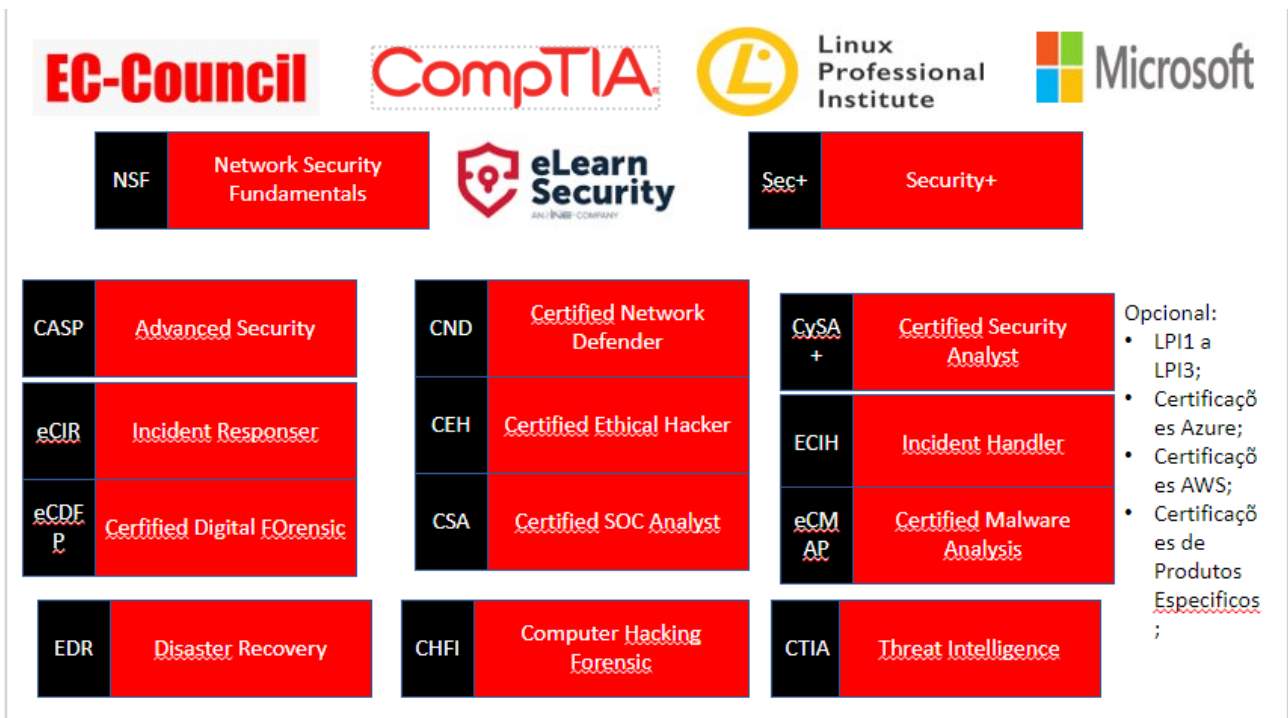 EC-Council
CompTIA
Linux
Professional
Institute
Microsoft
NSF
Network Security
Fundamentals
eLearn
Security
AN INE COMPANY
Sec+
Security+
CASP
Advanced Security
eCIR
Incident Responser
eCDF
P
Cerfified Digital FOrensic
CND
Certified Network
Defender
CEH
Certified Ethical Hacker
CSA
Certified SOC Analyst
CySA
+
Certified Security
Analyst
ECIH
Incident Handler
eCM
AP
Certified Malware
Analysis
Opcional:
• LPI1 a
LPI3;
• Certificaçõ
es Azure;
• Certificaçõ
es AWS;
• Certificaçõ
es de
Produtos
Especificos
;
EDR
Disaster Recovery
CHFI
Computer Hacking
Forensic
CTIA
Threat Intelligence